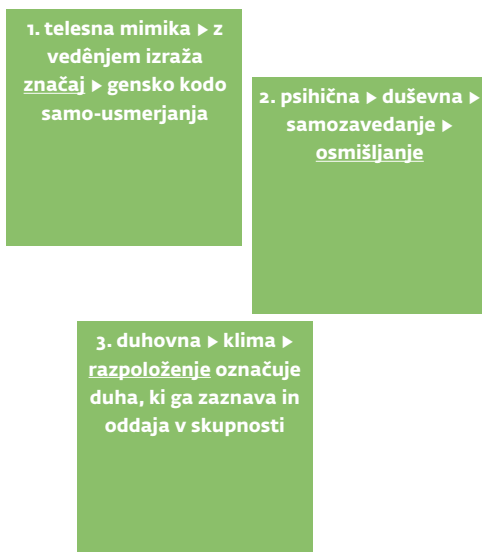 1. telesna mimika ▸ z
vedênjem izraža
značaj ▸ gensko kodo
samo-usmerjanja
2. psihična ▸ duševna ▸
samozavedanje ▸
osmišljanje
3. duhovna ▸ klima ▸
razpoloženje označuje
duha, ki ga zaznava in
oddaja v skupnosti